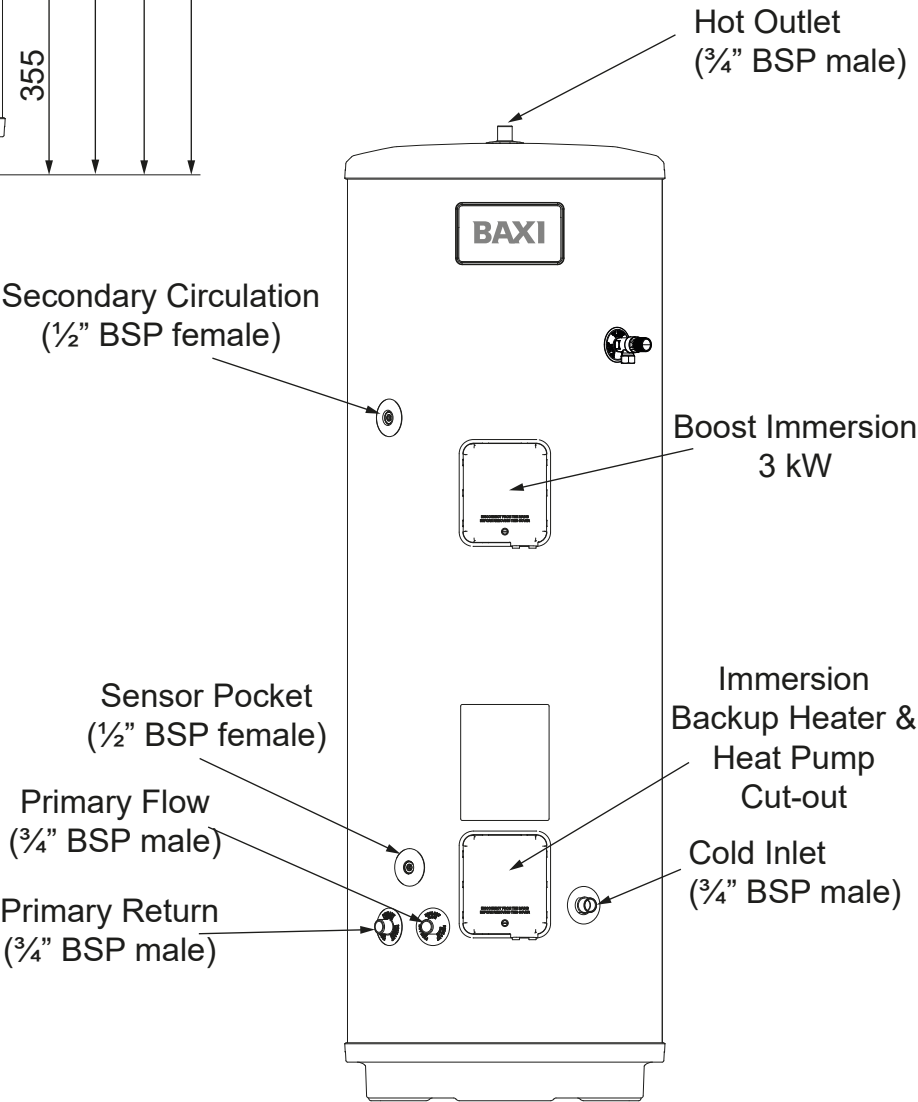 Hot Outlet
(¾” BSP male)
355
BAXI
Secondary Circulation
(½” BSP female)
Boost Immersion
3 kW
Sensor Pocket
(½” BSP female)
Immersion
Backup Heater &
Heat Pump
Cut-out
Primary Flow
(¾” BSP male)
Cold Inlet
(¾” BSP male)
Primary Return
(¾” BSP male)